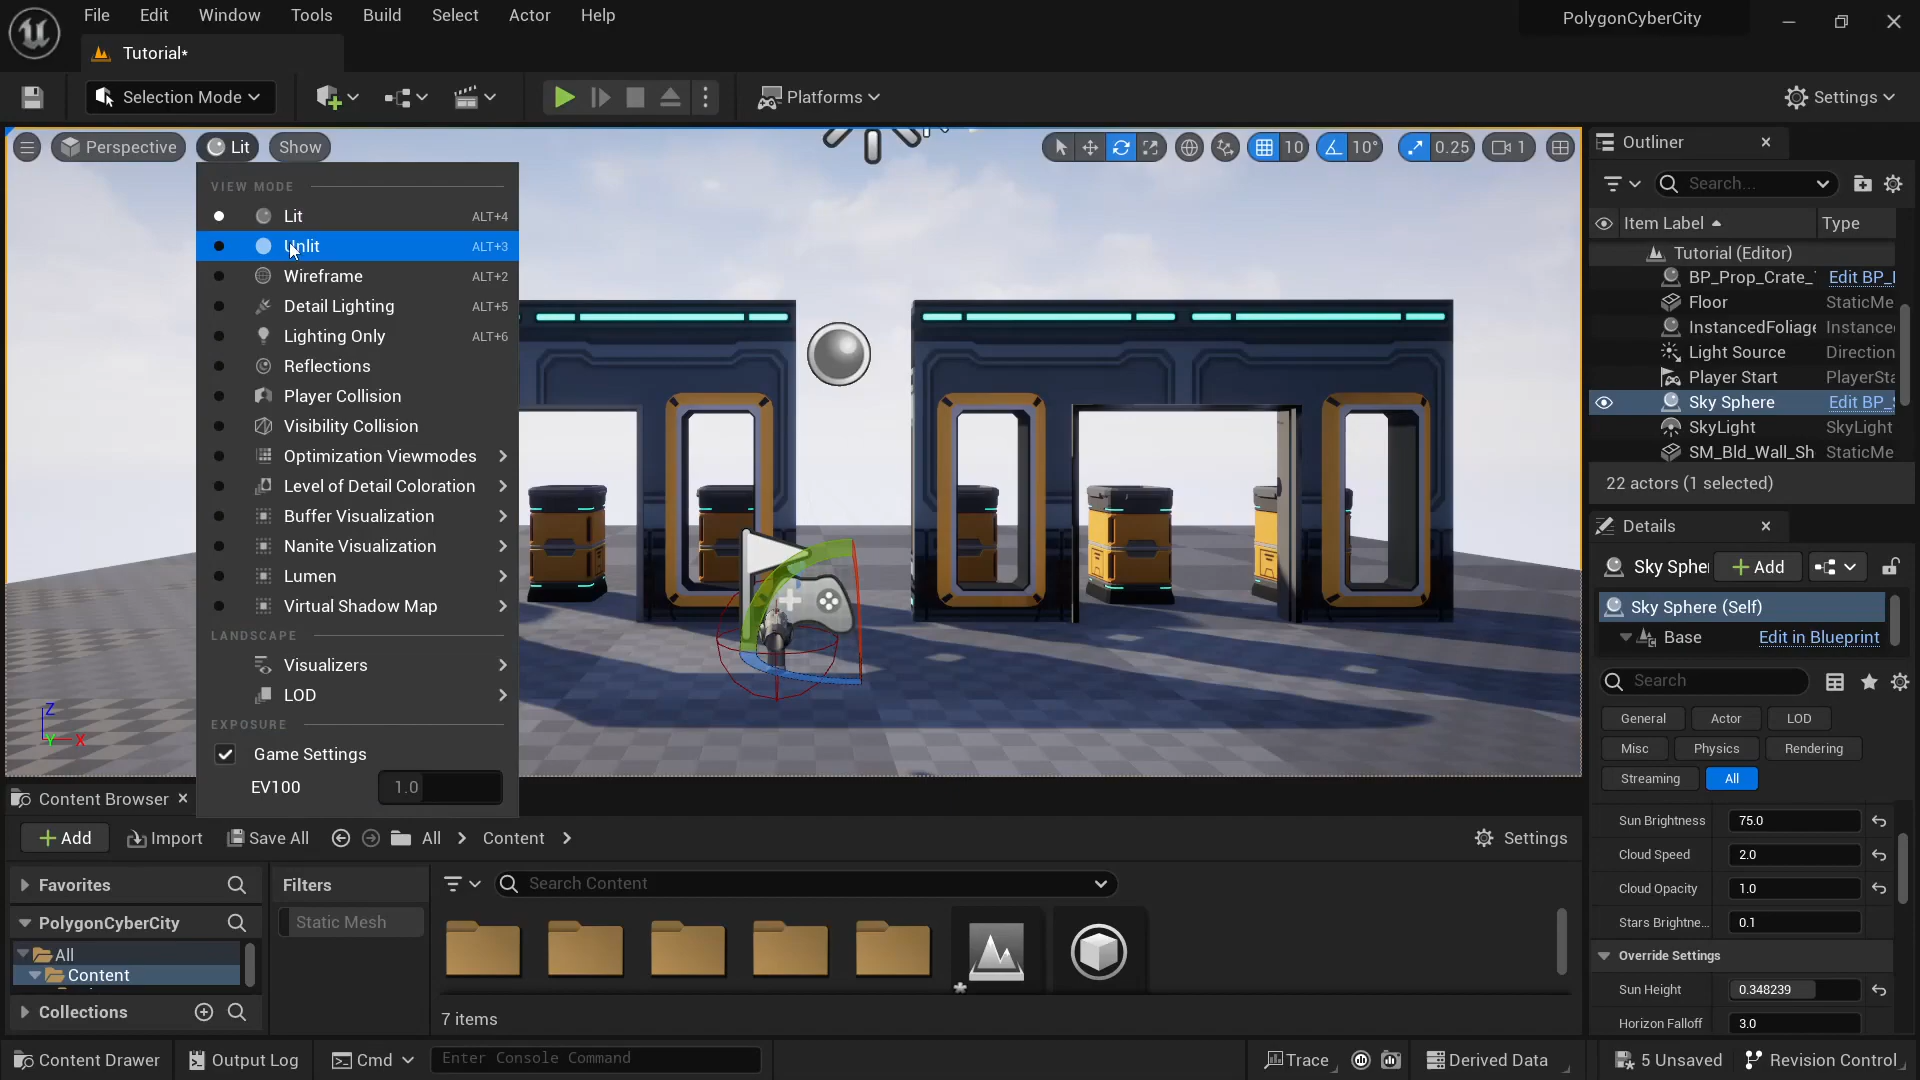 File Edit Window Tools Build Select Actor Help
PolygonCyberCity
Tutorial*
Selection Mode
Platforms
Settings
Perspective
Lit
Show
10
10°
0.25
1
VIEW MODE
Lit ALT+4
Unlit ALT+3
Wireframe ALT+2
Detail Lighting ALT+5
Lighting Only ALT+6
Reflections
Player Collision
Visibility Collision
Optimization Viewmodes
Level of Detail Coloration
Buffer Visualization
Nanite Visualization
Lumen
Virtual Shadow Map
LANDSCAPE
Visualizers
LOD
EXPOSURE
Game Settings
EV100 1.0
Z
Y X
Outliner
Search...
Item Label Type
Tutorial (Editor)
BP_Prop_Crate_ Edit BP_
Floor StaticMe
InstancedFoliage Instance
Light Source Direction
Player Start PlayerSta
Sky Sphere Edit BP_
SkyLight SkyLight
SM_Bld_Wall_Sh StaticMe
22 actors (1 selected)
Details
Sky Sphe
Add
Sky Sphere (Self)
Base Edit in Blueprint
Search
General Actor LOD
Misc Physics Rendering
Streaming All
Sun Brightness 75.0
Cloud Speed 2.0
Cloud Opacity 1.0
Stars Brightne... 0.1
Override Settings
Sun Height 0.348239
Horizon Falloff 3.0
Content Browser
Add Import Save All All Content Settings
Favorites
PolygonCyberCity
All
Content
Collections
Filters
Static Mesh
Search Content
7 items
Content Drawer Output Log Cmd Enter Console Command Trace Derived Data 5 Unsaved Revision Control